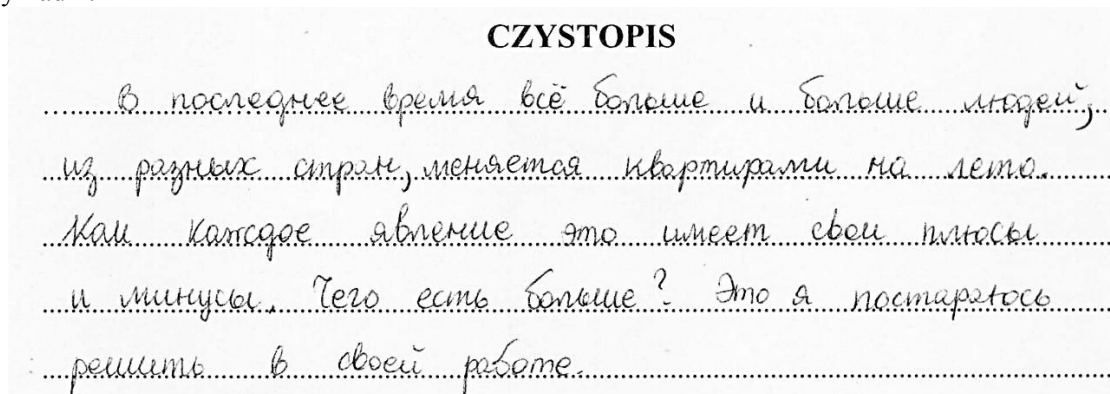 CZYSTOPIS
В последнее время всё больше и больше людей,
из разных стран, меняется квартирами на лето.
Как каждое явление это имеет свои плюсы
и минусы. Чего есть больше? Это я постараюсь
решить в своей работе.